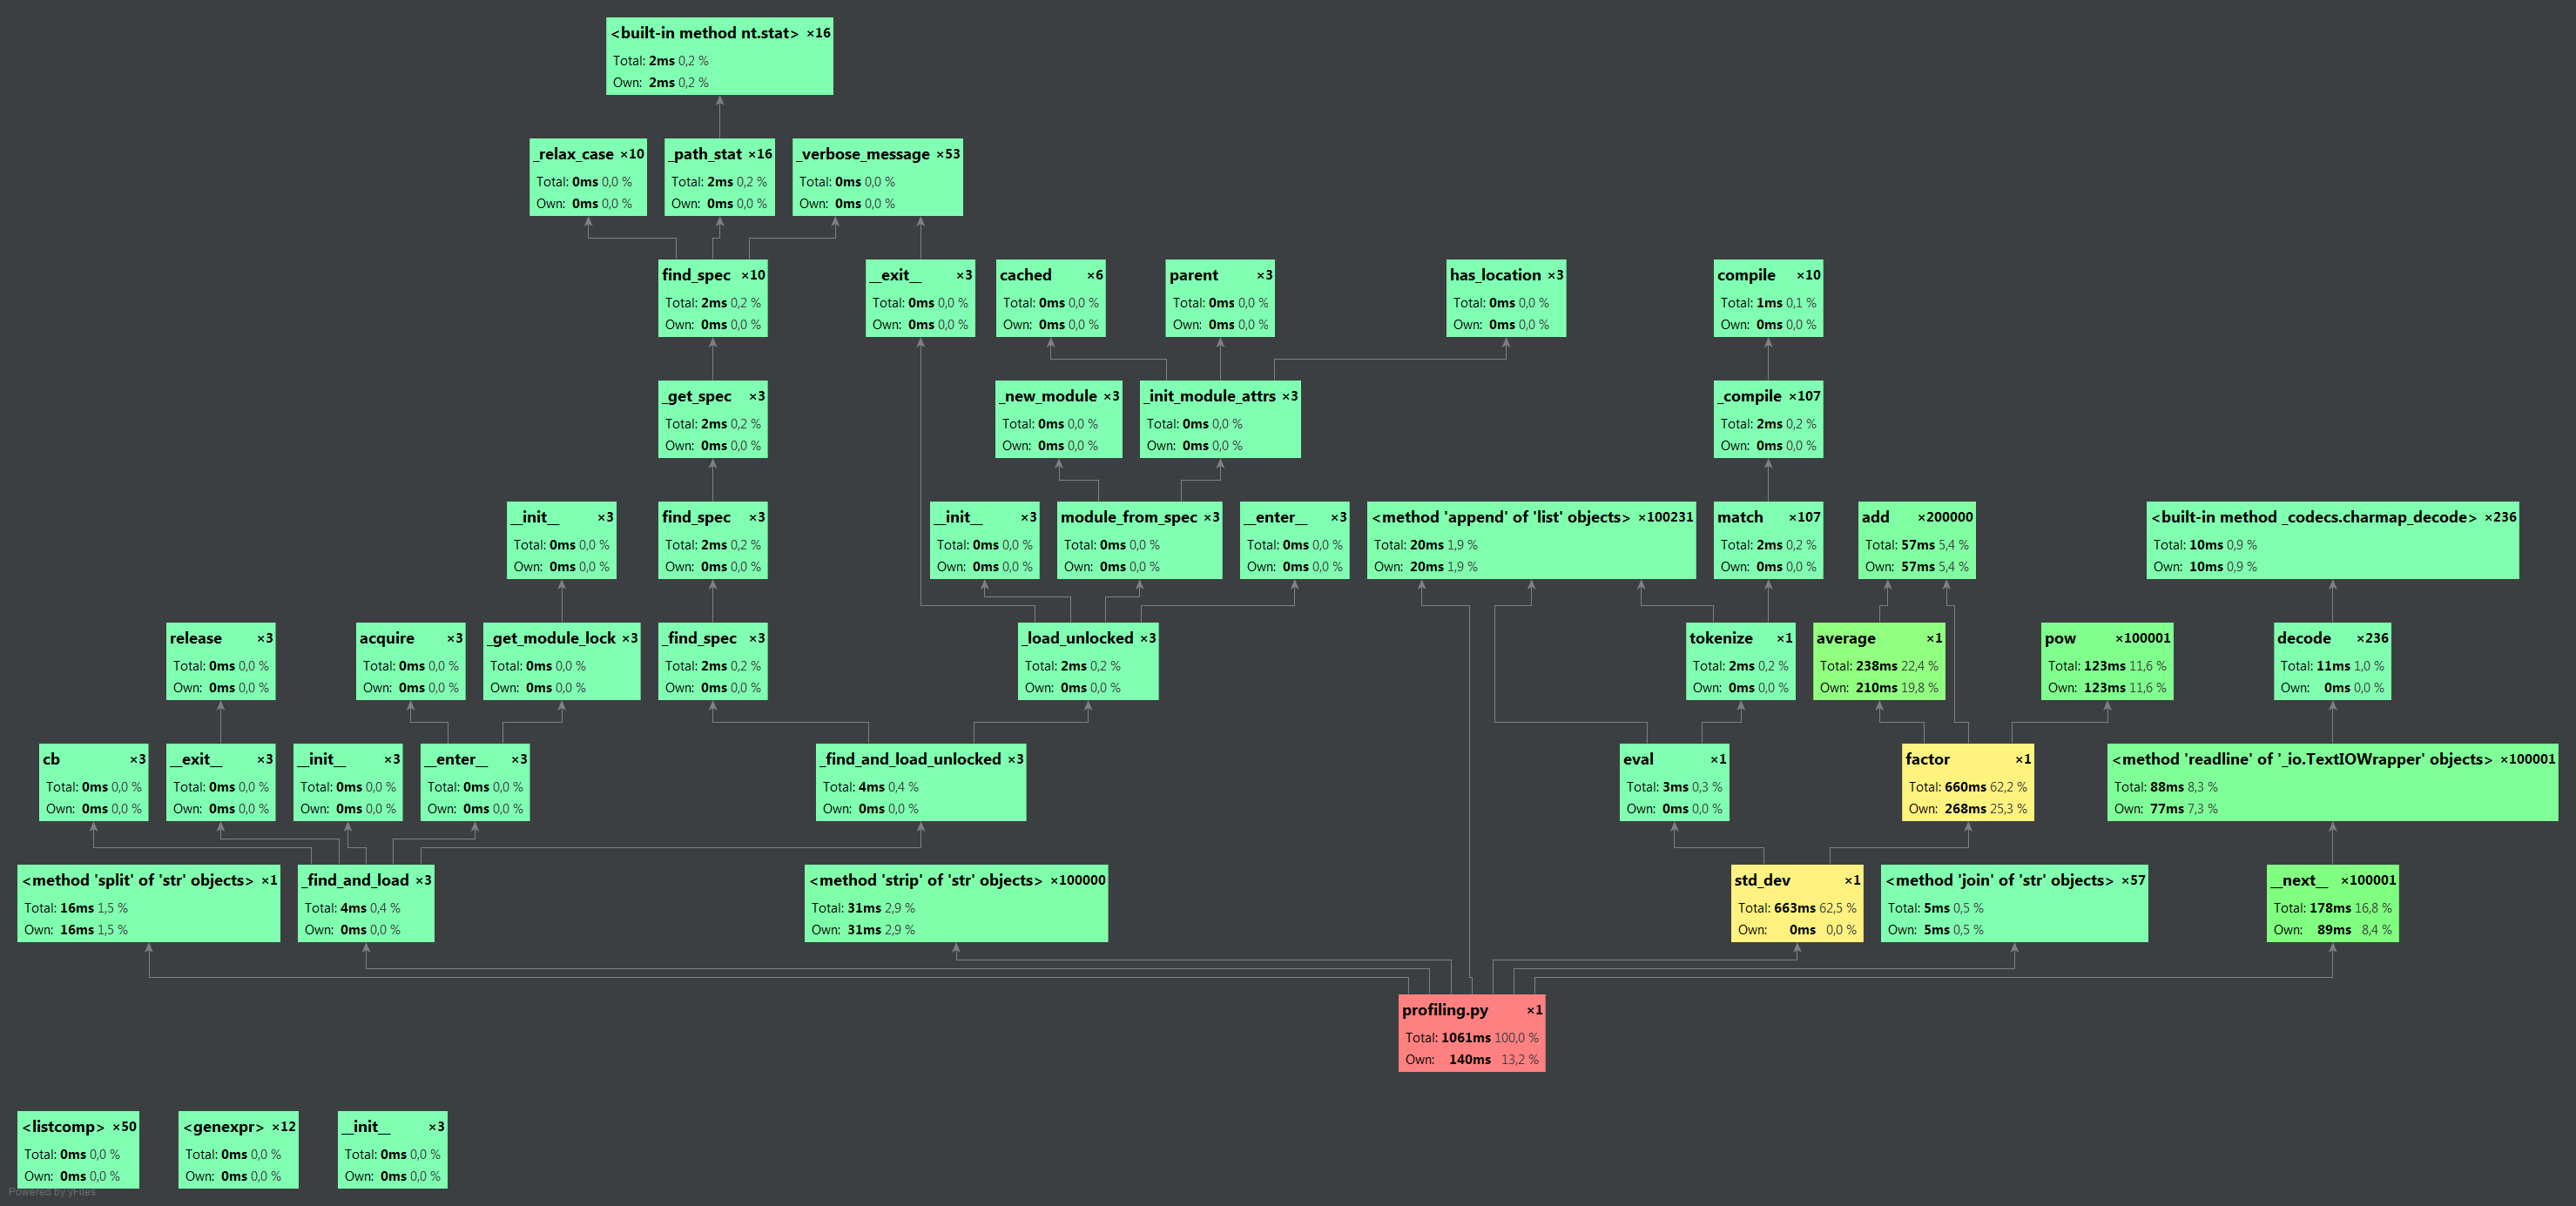 <built-in method nt.stat> ×16
Total: 2ms 0,2 %
Own: 2ms 0,2 %
_relax_case ×10
Total: 0ms 0,0 %
Own: 0ms 0,0 %
_path_stat ×16
Total: 2ms 0,2 %
Own: 0ms 0,0 %
_verbose_message ×53
Total: 0ms 0,0 %
Own: 0ms 0,0 %
find_spec ×10
Total: 2ms 0,2 %
Own: 0ms 0,0 %
__exit__ ×3
Total: 0ms 0,0 %
Own: 0ms 0,0 %
cached ×6
Total: 0ms 0,0 %
Own: 0ms 0,0 %
parent ×3
Total: 0ms 0,0 %
Own: 0ms 0,0 %
has_location ×3
Total: 0ms 0,0 %
Own: 0ms 0,0 %
compile ×10
Total: 1ms 0,1 %
Own: 0ms 0,0 %
_get_spec ×3
Total: 2ms 0,2 %
Own: 0ms 0,0 %
_new_module ×3
Total: 0ms 0,0 %
Own: 0ms 0,0 %
_init_module_attrs ×3
Total: 0ms 0,0 %
Own: 0ms 0,0 %
_compile ×107
Total: 2ms 0,2 %
Own: 0ms 0,0 %
__init__ ×3
Total: 0ms 0,0 %
Own: 0ms 0,0 %
find_spec ×3
Total: 2ms 0,2 %
Own: 0ms 0,0 %
__init__ ×3
Total: 0ms 0,0 %
Own: 0ms 0,0 %
module_from_spec ×3
Total: 0ms 0,0 %
Own: 0ms 0,0 %
__enter__ ×3
Total: 0ms 0,0 %
Own: 0ms 0,0 %
<method 'append' of 'list' objects> ×100231
Total: 20ms 1,9 %
Own: 20ms 1,9 %
match ×107
Total: 2ms 0,2 %
Own: 0ms 0,0 %
add ×200000
Total: 57ms 5,4 %
Own: 57ms 5,4 %
<built-in method _codecs.charmap_decode> ×236
Total: 10ms 0,9 %
Own: 10ms 0,9 %
release ×3
Total: 0ms 0,0 %
Own: 0ms 0,0 %
acquire ×3
Total: 0ms 0,0 %
Own: 0ms 0,0 %
_get_module_lock ×3
Total: 0ms 0,0 %
Own: 0ms 0,0 %
_find_spec ×3
Total: 2ms 0,2 %
Own: 0ms 0,0 %
_load_unlocked ×3
Total: 2ms 0,2 %
Own: 0ms 0,0 %
tokenize ×1
Total: 2ms 0,2 %
Own: 0ms 0,0 %
average ×1
Total: 238ms 22,4 %
Own: 210ms 19,8 %
pow ×100001
Total: 123ms 11,6 %
Own: 123ms 11,6 %
decode ×236
Total: 11ms 1,0 %
Own: 0ms 0,0 %
cb ×3
Total: 0ms 0,0 %
Own: 0ms 0,0 %
__exit__ ×3
Total: 0ms 0,0 %
Own: 0ms 0,0 %
__init__ ×3
Total: 0ms 0,0 %
Own: 0ms 0,0 %
__enter__ ×3
Total: 0ms 0,0 %
Own: 0ms 0,0 %
_find_and_load_unlocked ×3
Total: 4ms 0,4 %
Own: 0ms 0,0 %
eval ×1
Total: 3ms 0,3 %
Own: 0ms 0,0 %
factor ×1
Total: 660ms 62,2 %
Own: 268ms 25,3 %
<method 'readline' of '_io.TextIOWrapper' objects> ×100001
Total: 88ms 8,3 %
Own: 77ms 7,3 %
<method 'split' of 'str' objects> ×1
Total: 16ms 1,5 %
Own: 16ms 1,5 %
_find_and_load ×3
Total: 4ms 0,4 %
Own: 0ms 0,0 %
<method 'strip' of 'str' objects> ×100000
Total: 31ms 2,9 %
Own: 31ms 2,9 %
std_dev ×1
Total: 663ms 62,5 %
Own: 0ms 0,0 %
<method 'join' of 'str' objects> ×57
Total: 5ms 0,5 %
Own: 5ms 0,5 %
__next__ ×100001
Total: 178ms 16,8 %
Own: 89ms 8,4 %
profiling.py ×1
Total: 1061ms 100,0 %
Own: 140ms 13,2 %
<listcomp> ×50
Total: 0ms 0,0 %
Own: 0ms 0,0 %
<genexpr> ×12
Total: 0ms 0,0 %
Own: 0ms 0,0 %
__init__ ×3
Total: 0ms 0,0 %
Own: 0ms 0,0 %
Powered by yFiles